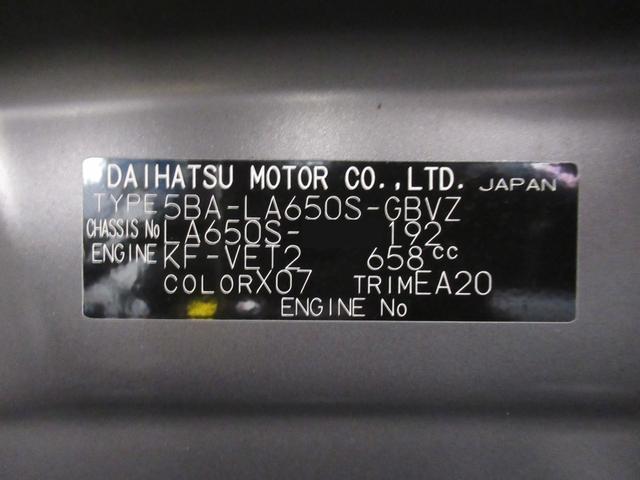 DAIHATSU MOTOR CO.,LTD. JAPAN
TYPE 5BA-LA650S-GBVZ
CHASSIS No LA650S- 192
ENGINE KF-VET2 658cc
COLOR X07 TRIM EA20
ENGINE No